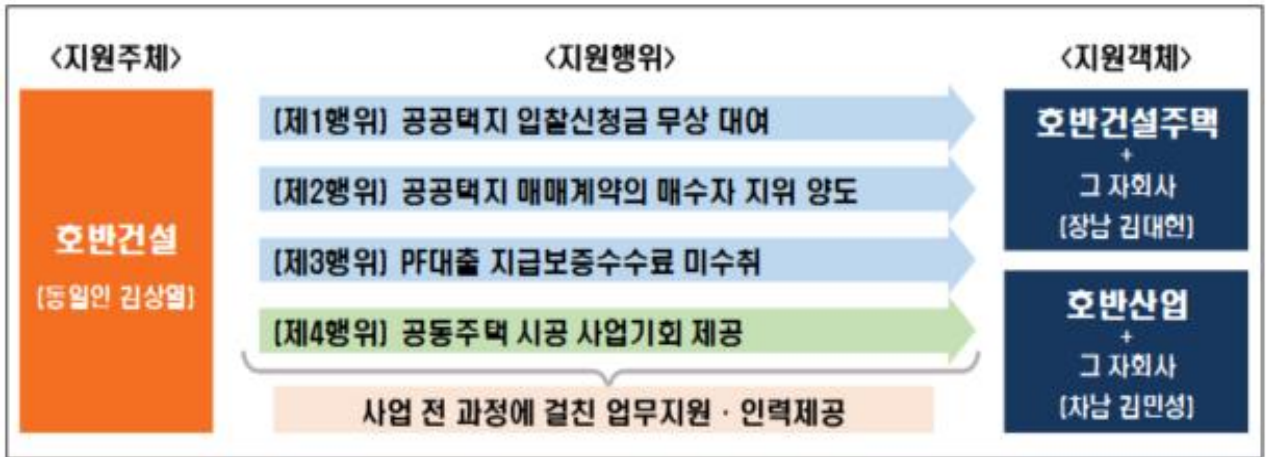 <지원주체>
<지원행위>
<지원객체>
호반건설
(동일인 김상열)
(제1행위) 공공택지 입찰신청금 무상 대여
(제2행위) 공공택지 매매계약의 매수자 지위 양도
(제3행위) PF대출 지급보증수수료 미수취
(제4행위) 공동주택 시공 사업기회 제공
사업 전 과정에 걸친 업무지원 · 인력제공
호반건설주택
+
그 자회사
(장남 김대헌)
호반산업
+
그 자회사
(차남 김민성)